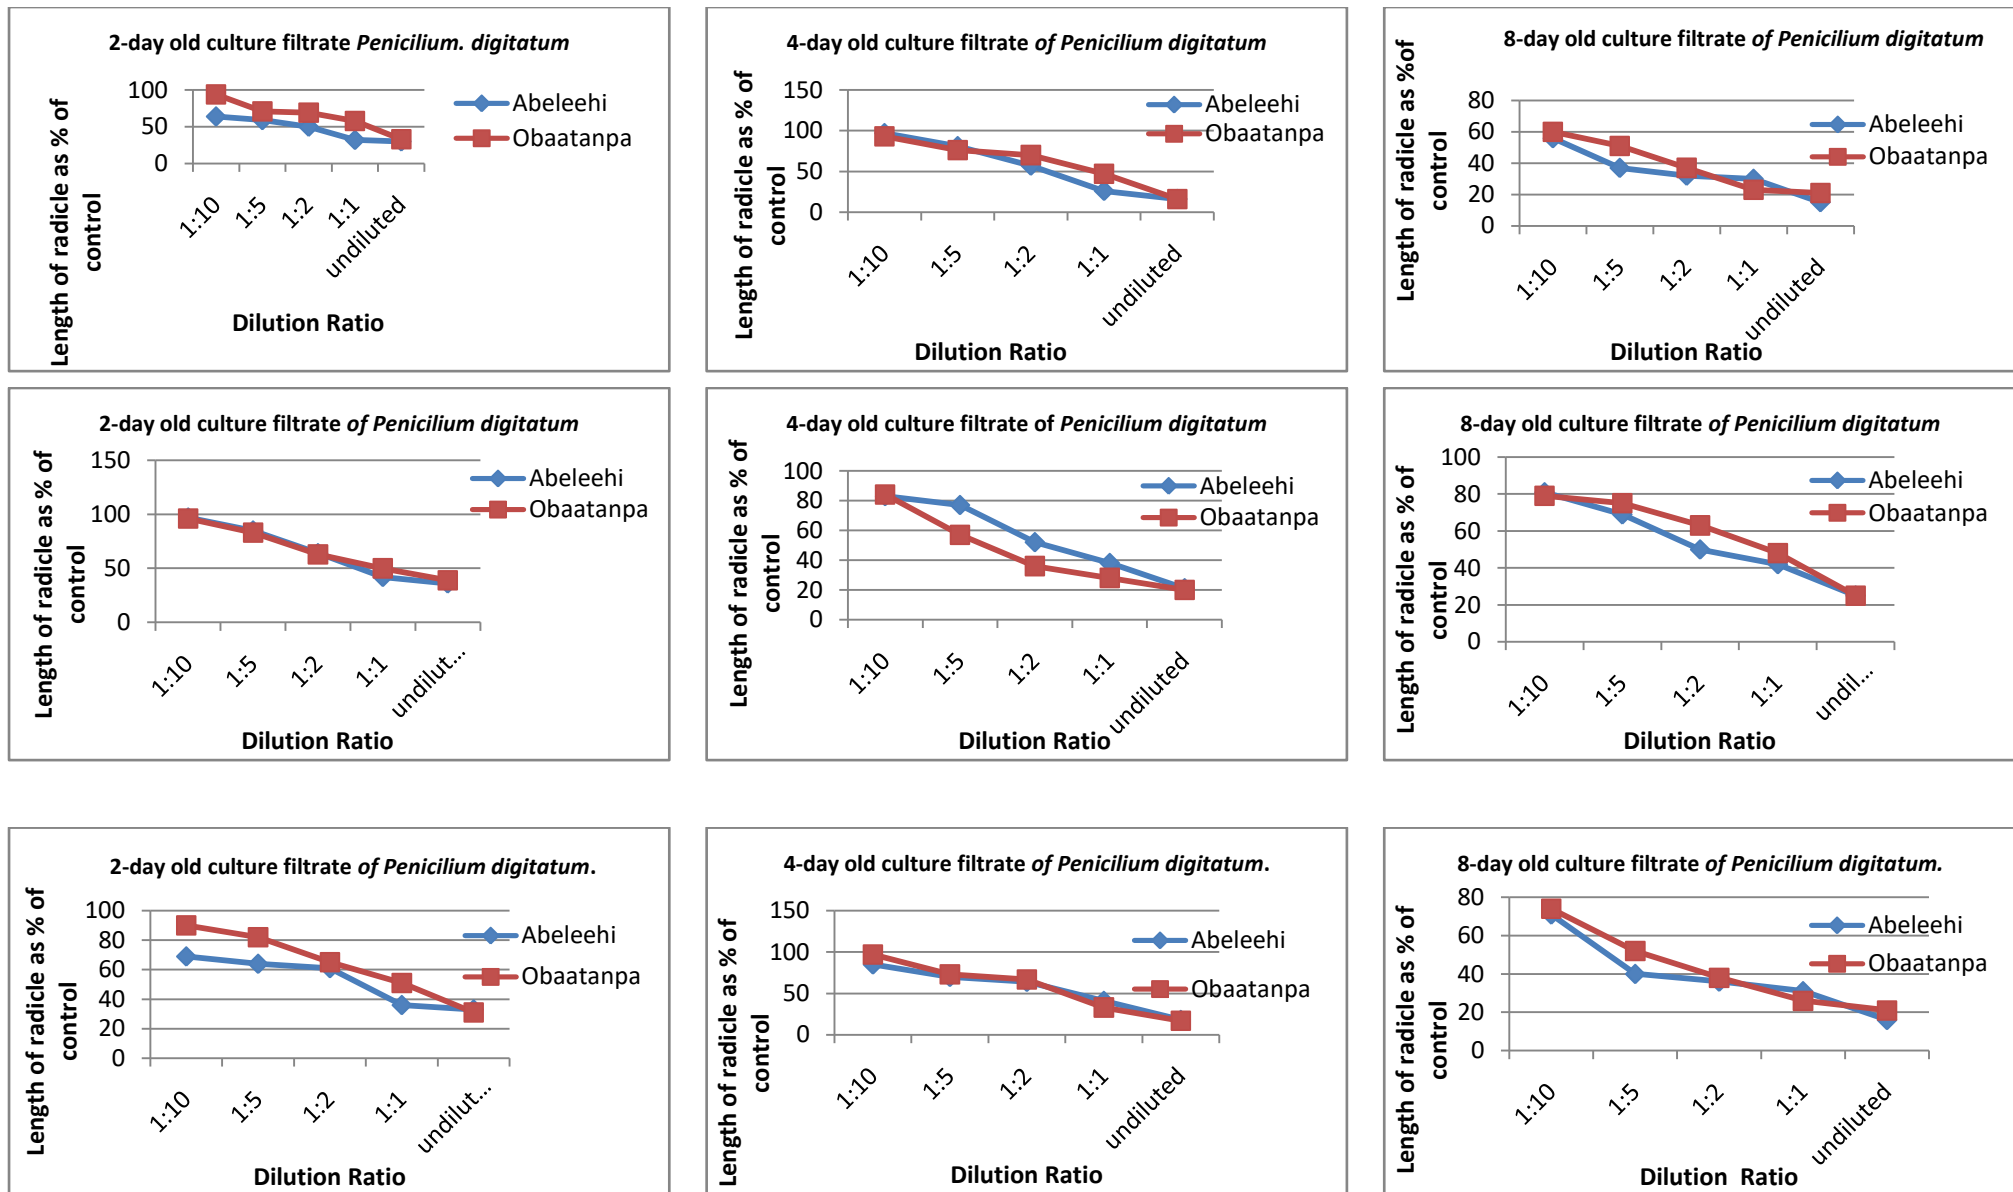 2-day old culture filtrate Penicilium. digitatum
Length of radicle as % of
control
100
50
0
1:10
1:5
1:2
1:1
undiluted
Dilution Ratio
Abeleehi
Obaatanpa
4-day old culture filtrate of Penicilium digitatum
Length of radicle as % of
control
150
100
50
0
1:10
1:5
1:2
1:1
undiluted
Dilution Ratio
Abeleehi
Obaatanpa
8-day old culture filtrate of Penicilium digitatum
Length of radicle as %of
control
80
60
40
20
0
1:10
1:5
1:2
1:1
undiluted
Dilution Ratio
Abeleehi
Obaatanpa
2-day old culture filtrate of Penicilium digitatum
Length of radicle as % of
control
150
100
50
0
1:10
1:5
1:2
1:1
undilut...
Dilution Ratio
Abeleehi
Obaatanpa
4-day old culture filtrate of Penicilium digitatum
Length of radicle as % of
control
100
80
60
40
20
0
1:10
1:5
1:2
1:1
undiluted
Dilution Ratio
Abeleehi
Obaatanpa
8-day old culture filtrate of Penicilium digitatum
Length of radicle as % of
control
100
80
60
40
20
0
1:10
1:5
1:2
1:1
undil...
Dilution Ratio
Abeleehi
Obaatanpa
2-day old culture filtrate of Penicilium digitatum.
Length of radicle as % of
control
100
80
60
40
20
0
1:10
1:5
1:2
1:1
undilut...
Dilution Ratio
Abeleehi
Obaatanpa
4-day old culture filtrate of Penicilium digitatum.
Length of radicle as % of
control
150
100
50
0
1:10
1:5
1:2
1:1
undiluted
Dilution Ratio
Abeleehi
Obaatanpa
8-day old culture filtrate of Penicilium digitatum.
Length of radicle as % of
control
80
60
40
20
0
1:10
1:5
1:2
1:1
undiluted
Dilution Ratio
Abeleehi
Obaatanpa